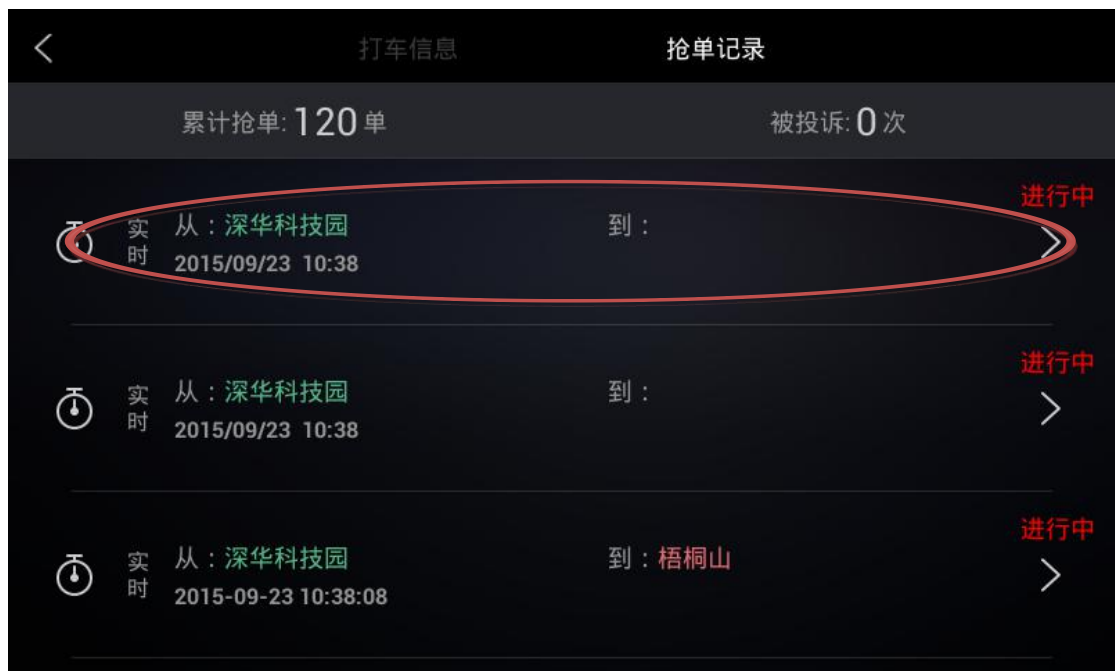 打车信息 抢单记录
累计抢单:120单 被投诉:0次
进行中
实时 从：深华科技园 到：
2015/09/23 10:38
进行中
实时 从：深华科技园 到：
2015/09/23 10:38
进行中
实时 从：深华科技园 到：梧桐山
2015-09-23 10:38:08